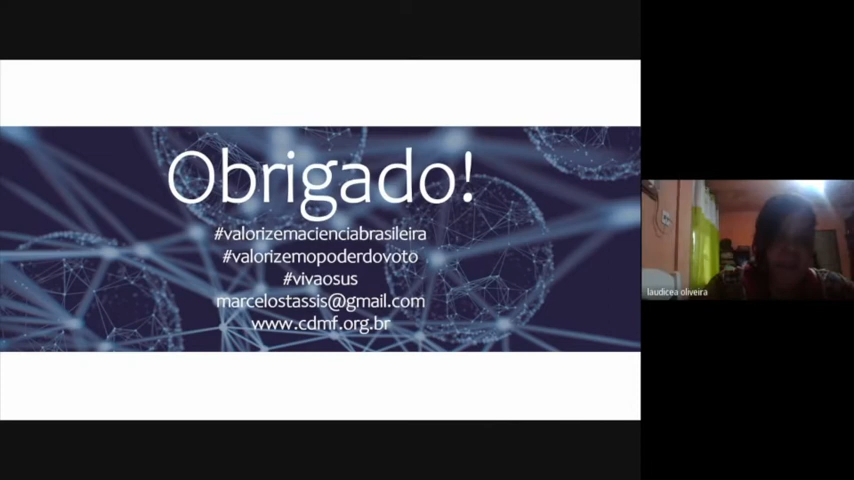 Obrigado!
#valorizemacienciabrasileira
#valorizemopoderdovoto
#vivaosus
marcelostassis@gmail.com
www.cdmf.org.br
laudicea oliveira